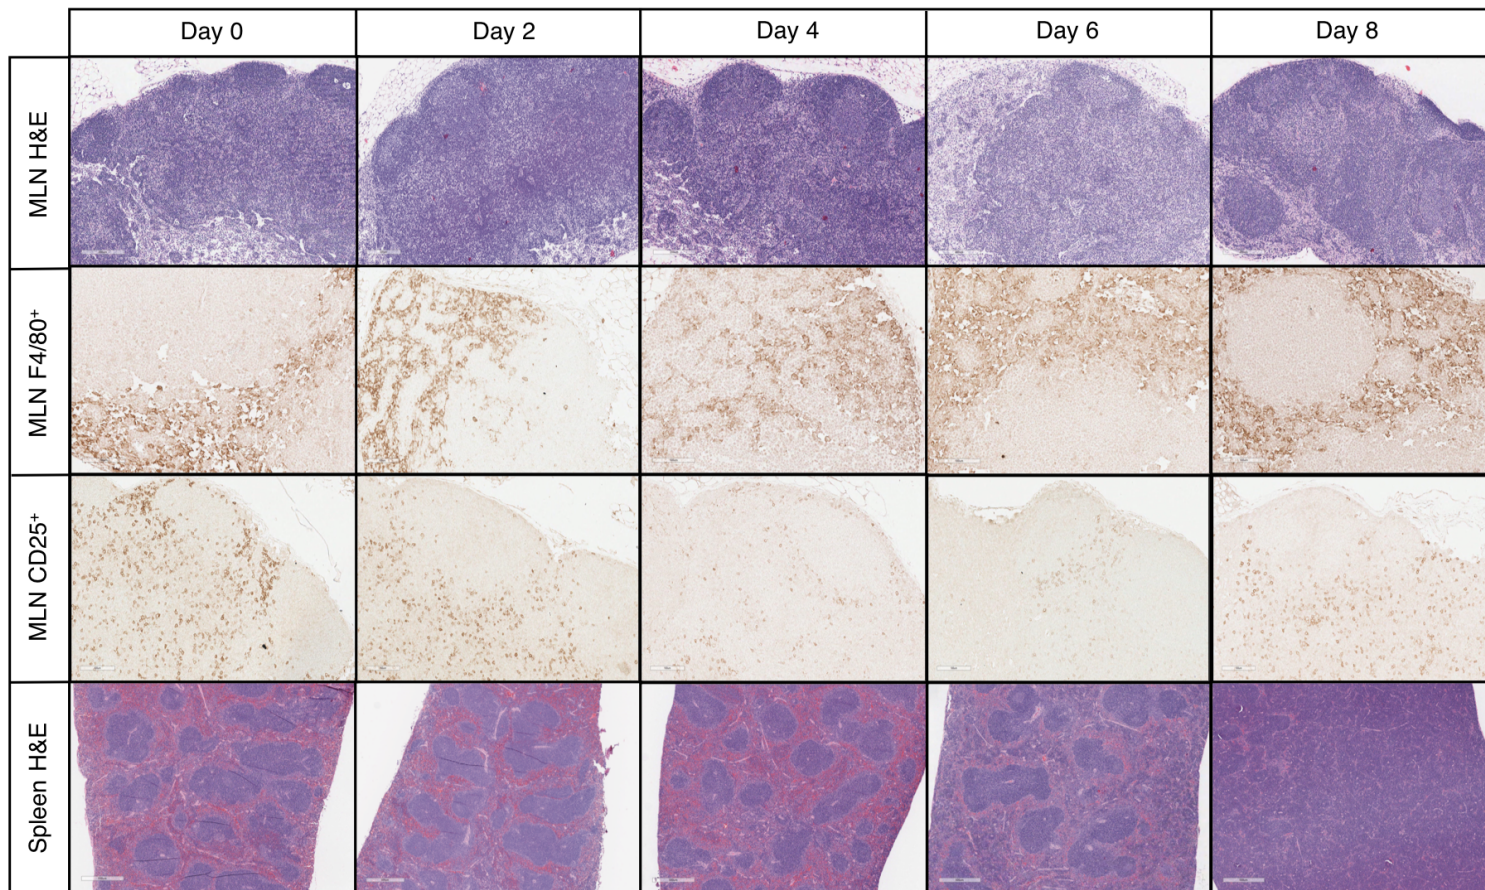 Day 0 Day 2 Day 4 Day 6 Day 8
MLN H&E
MLN F4/80⁺
MLN CD25⁺
Spleen H&E